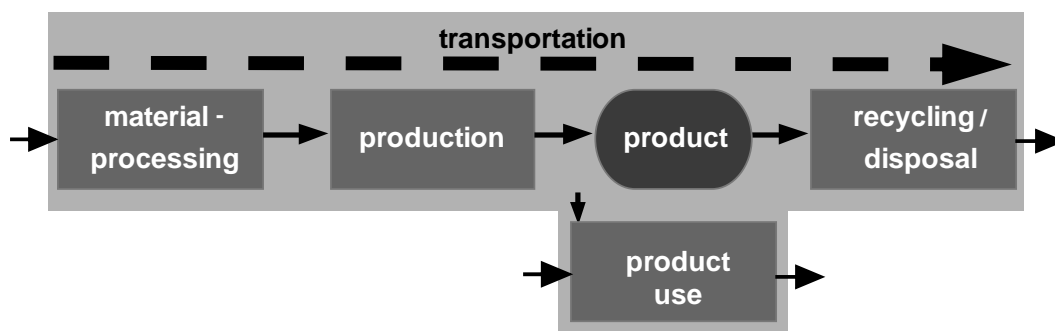 transportation
material -
processing
production
product
recycling /
disposal
product
use